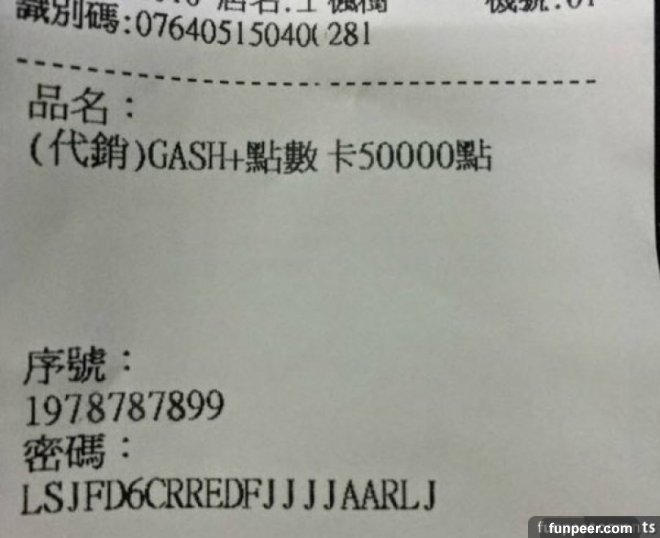 識別碼:07640515040(281
品名：
(代銷)GASH+點數 卡50000點
序號：
1978787899
密碼：
LSJFD6CRREDFJJJJAARLJ
funpeer.com